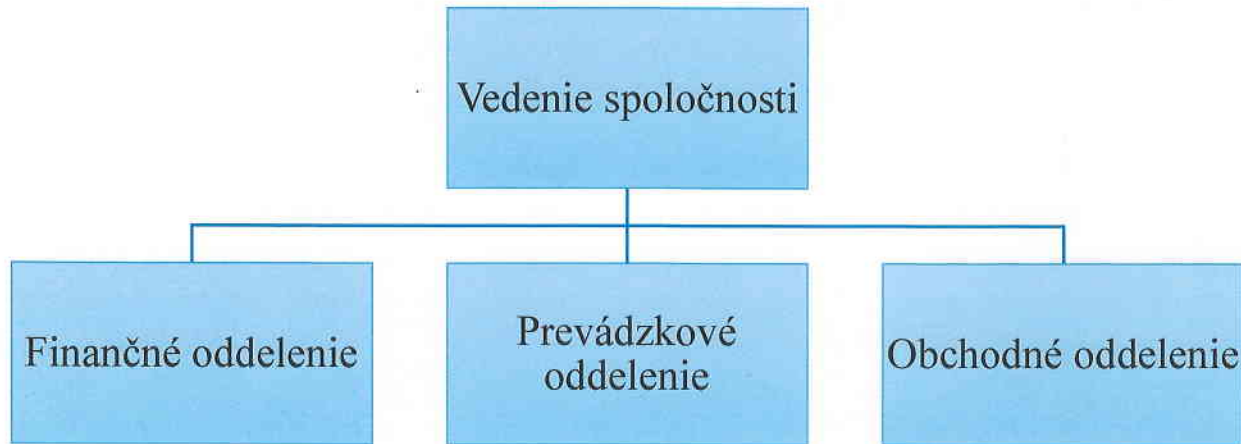 Vedenie spoločnosti
Finančné oddelenie
Prevádzkové
oddelenie
Obchodné oddelenie